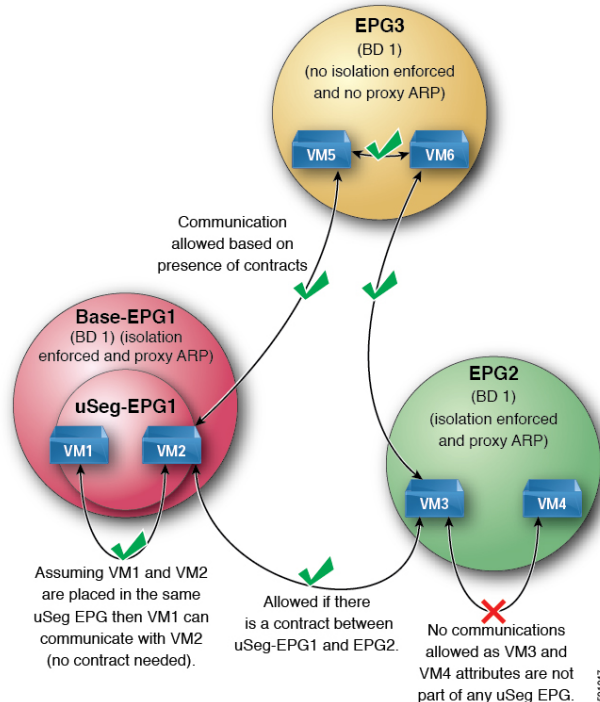 EPG3
(BD 1)
(no isolation enforced
and no proxy ARP)
VM5
VM6
Communication
allowed based on
presence of contracts
Base-EPG1
(BD 1) (isolation
enforced and proxy ARP)
uSeg-EPG1
VM1
VM2
EPG2
(BD 1)
(isolation enforced
and proxy ARP)
VM3
VM4
Assuming VM1 and VM2
are placed in the same
uSeg EPG then VM1 can
communicate with VM2
(no contract needed).
Allowed if there
is a contract between
uSeg-EPG1 and EPG2.
No communications
allowed as VM3 and
VM4 attributes are not
part of any uSeg EPG.